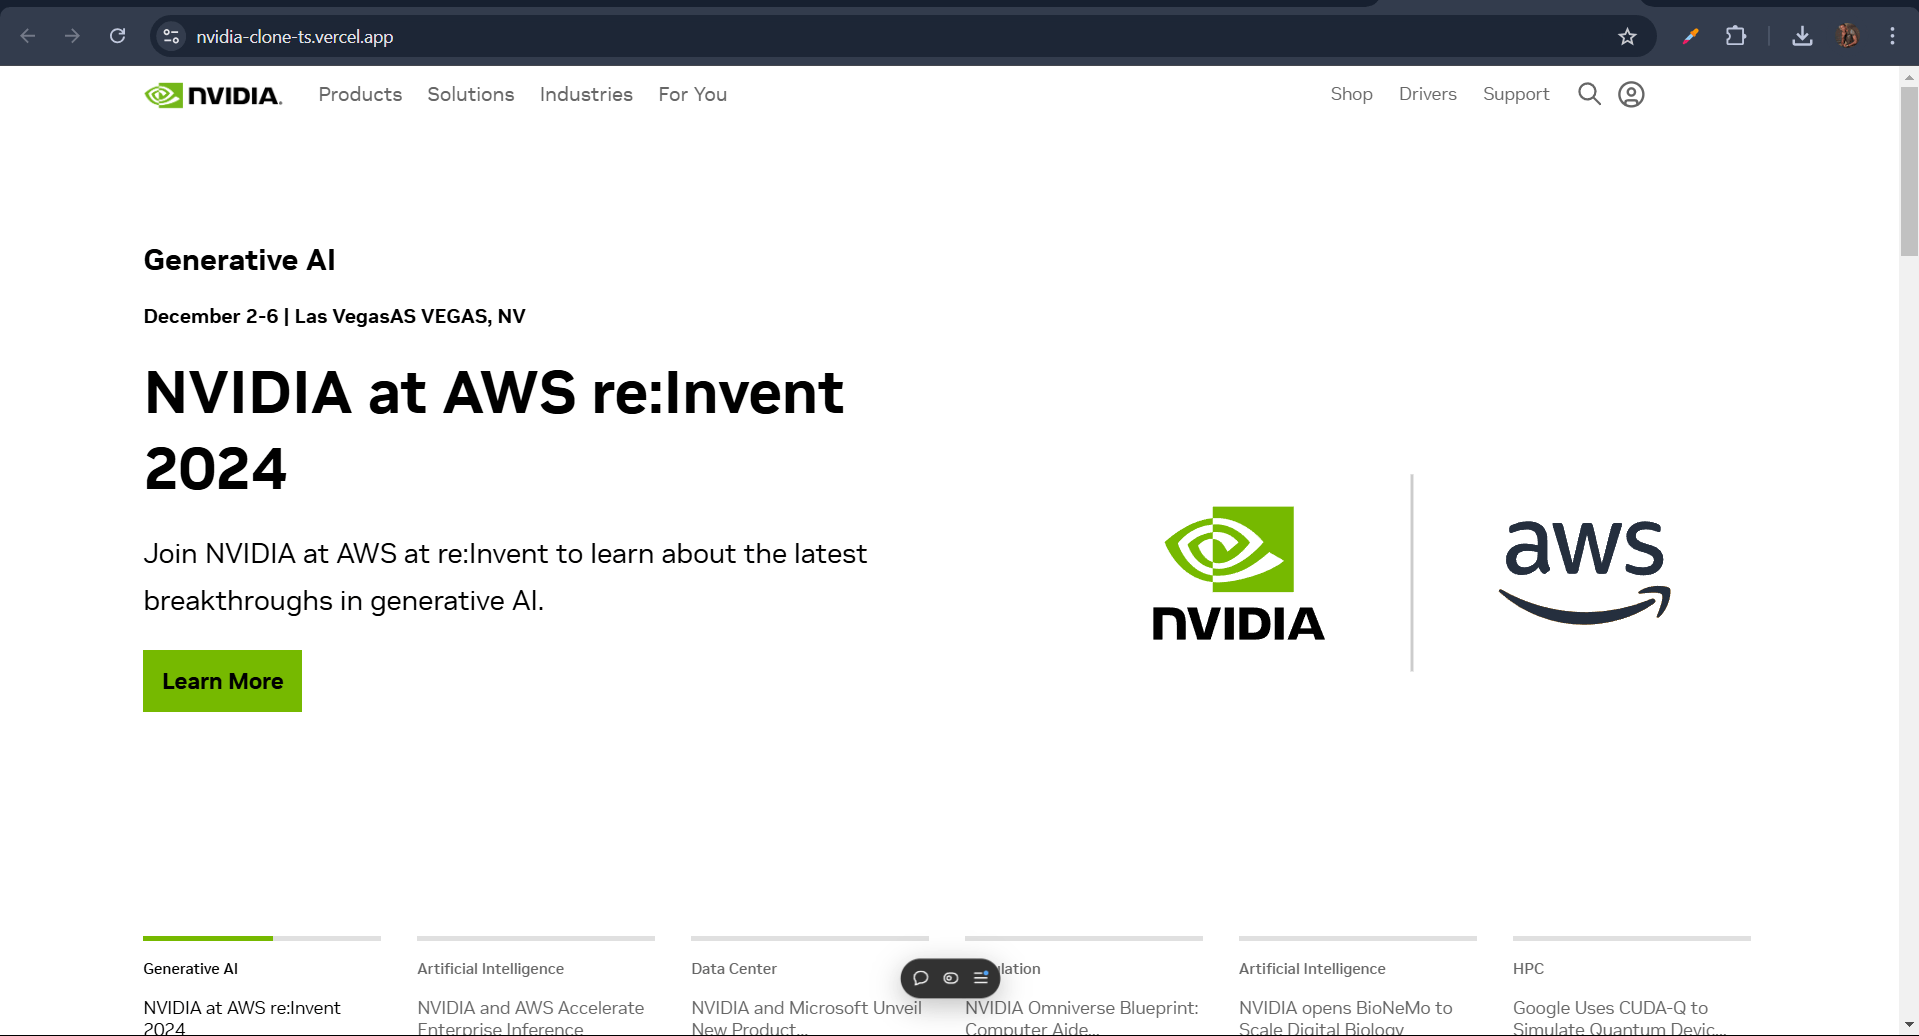 nvidia-clone-ts.vercel.app
NVIDIA. Products Solutions Industries For You Shop Drivers Support
Generative AI
December 2-6 | Las VegasAS VEGAS, NV
NVIDIA at AWS re:Invent
2024
Join NVIDIA at AWS at re:Invent to learn about the latest
breakthroughs in generative AI.
Learn More
NVIDIA
aws
Generative AI
NVIDIA at AWS re:Invent
2024
Artificial Intelligence
NVIDIA and AWS Accelerate
Enterprise Inference
Data Center
NVIDIA and Microsoft Unveil
New Product...
ulation
NVIDIA Omniverse Blueprint:
Computer Aide...
Artificial Intelligence
NVIDIA opens BioNeMo to
Scale Digital Biology
HPC
Google Uses CUDA-Q to
Simulate Quantum Devic...